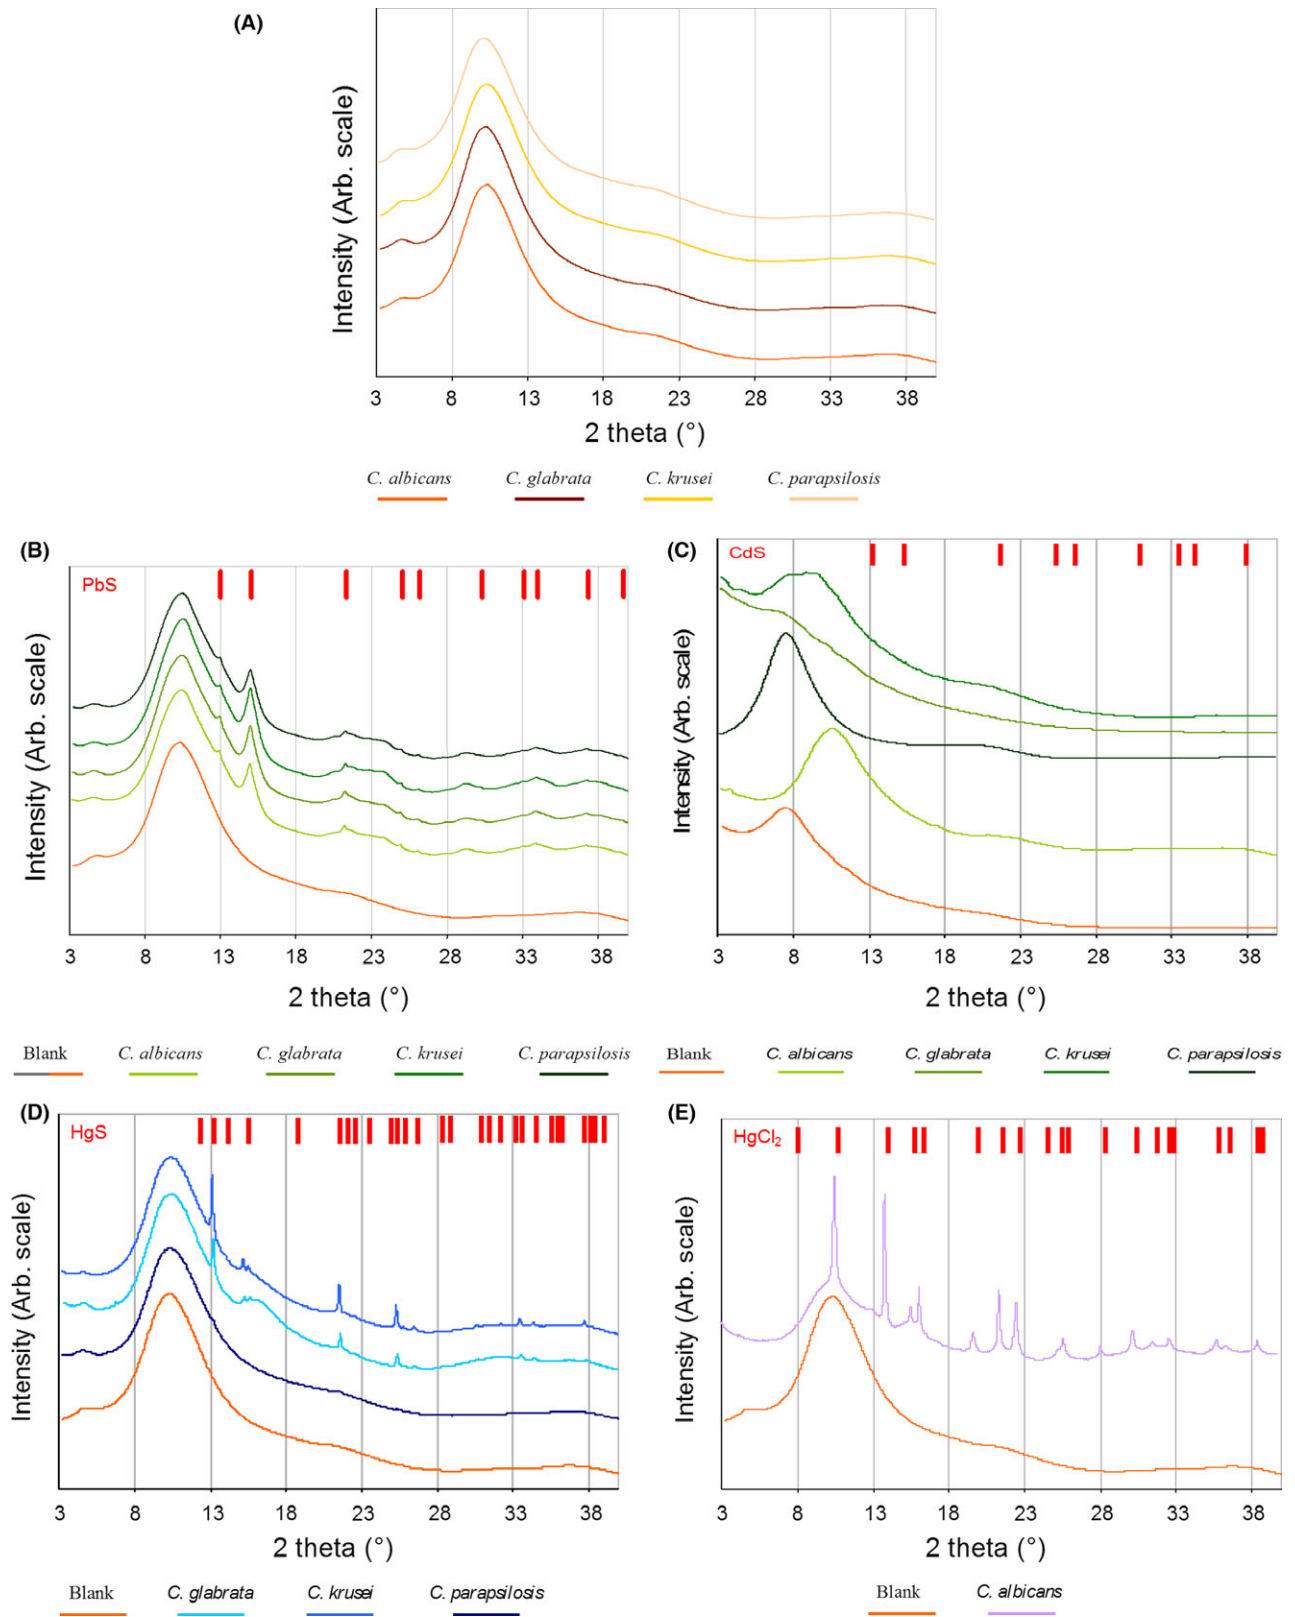 (A)
Intensity (Arb. scale)
3 8 13 18 23 28 33 38
2 theta (°)
C. albicans C. glabrata C. krusei C. parapsilosis
(B)
PbS
Intensity (Arb. scale)
3 8 13 18 23 28 33 38
2 theta (°)
Blank C. albicans C. glabrata C. krusei C. parapsilosis
(C)
CdS
Intensity (Arb. scale)
3 8 13 18 23 28 33 38
2 theta (°)
Blank C. albicans C. glabrata C. krusei C. parapsilosis
(D)
HgS
Intensity (Arb. scale)
3 8 13 18 23 28 33 38
2 theta (°)
Blank C. glabrata C. krusei C. parapsilosis
(E)
HgCl₂
Intensity (Arb. scale)
3 8 13 18 23 28 33 38
2 theta (°)
Blank C. albicans